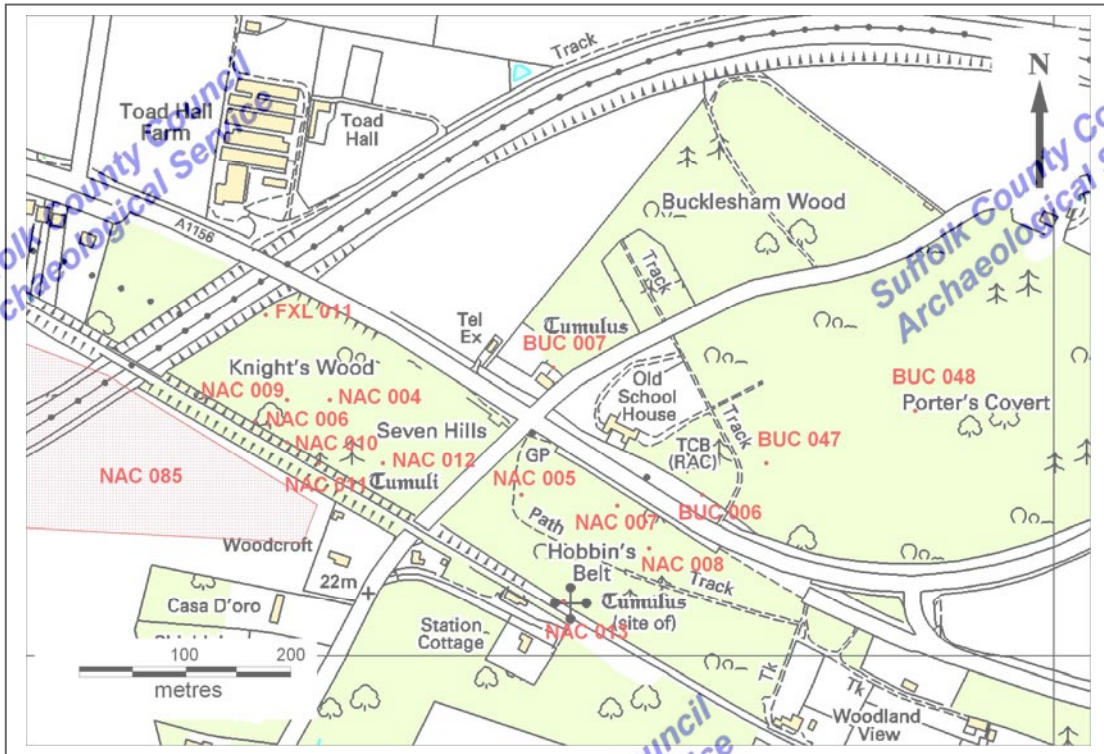 Track
Toad Hall
Farm
Toad
Hall
N
Bucklesham Wood
A1156
Track
FXL 011
Tel
Ex
Tumulus
BUC 007
Knight's Wood
NAC 009
NAC 004
NAC 006
NAC 010
Seven Hills
NAC 012
NAC 011
Tumuli
Old
School
House
TCB
(RAC)
Track
BUC 048
Porter's Covert
BUC 047
GP
NAC 005
NAC 007
BUC 006
NAC 085
Path
Hobbin's
Belt
NAC 008
Track
Woodcroft
22m
Casa D'oro
Tumulus
(site of)
NAC 013
Station
Cottage
100
200
metres
Tk
Tk
Woodland
View
Suffolk County Council
Archaeological Service
Suffolk County Co
Archaeological S